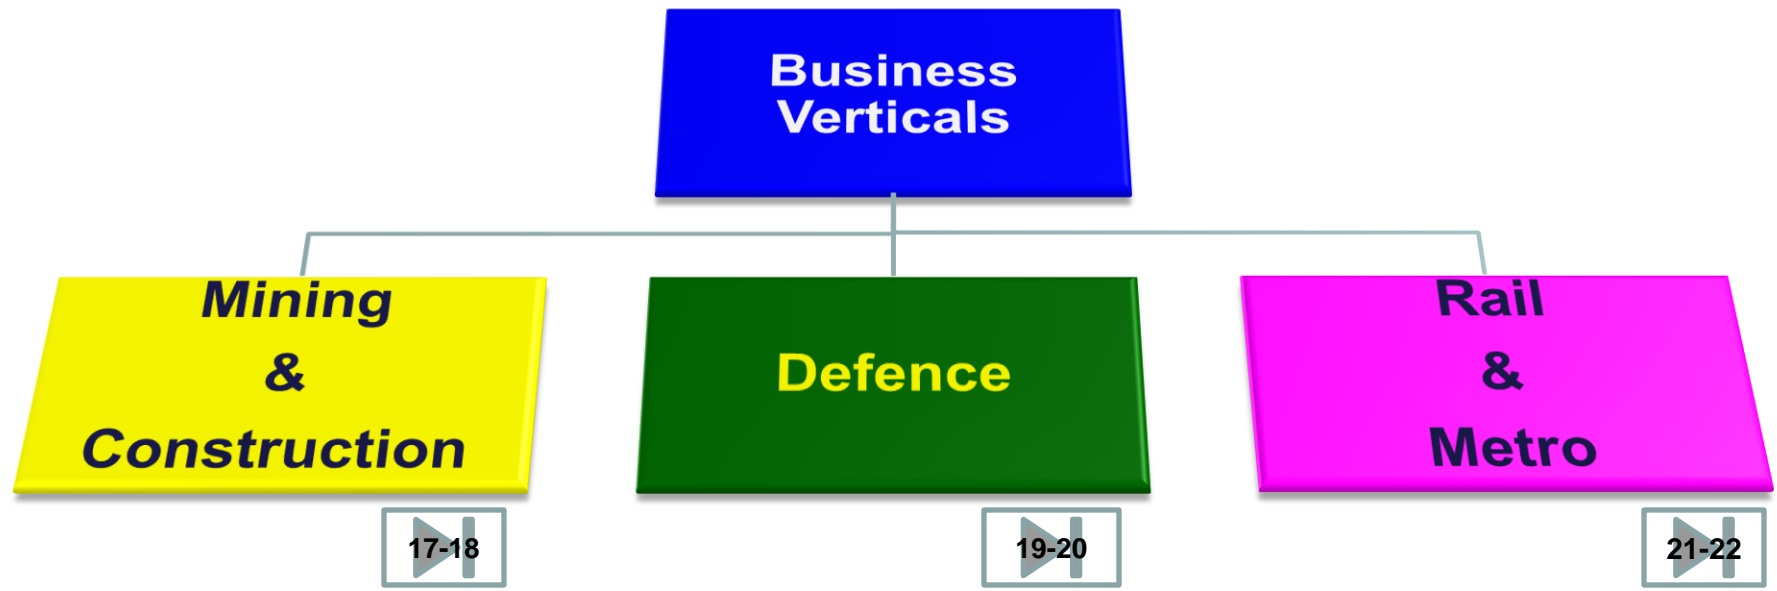 Business
Verticals
Mining
&
Construction
Defence
Rail
&
Metro
17-18
19-20
21-22